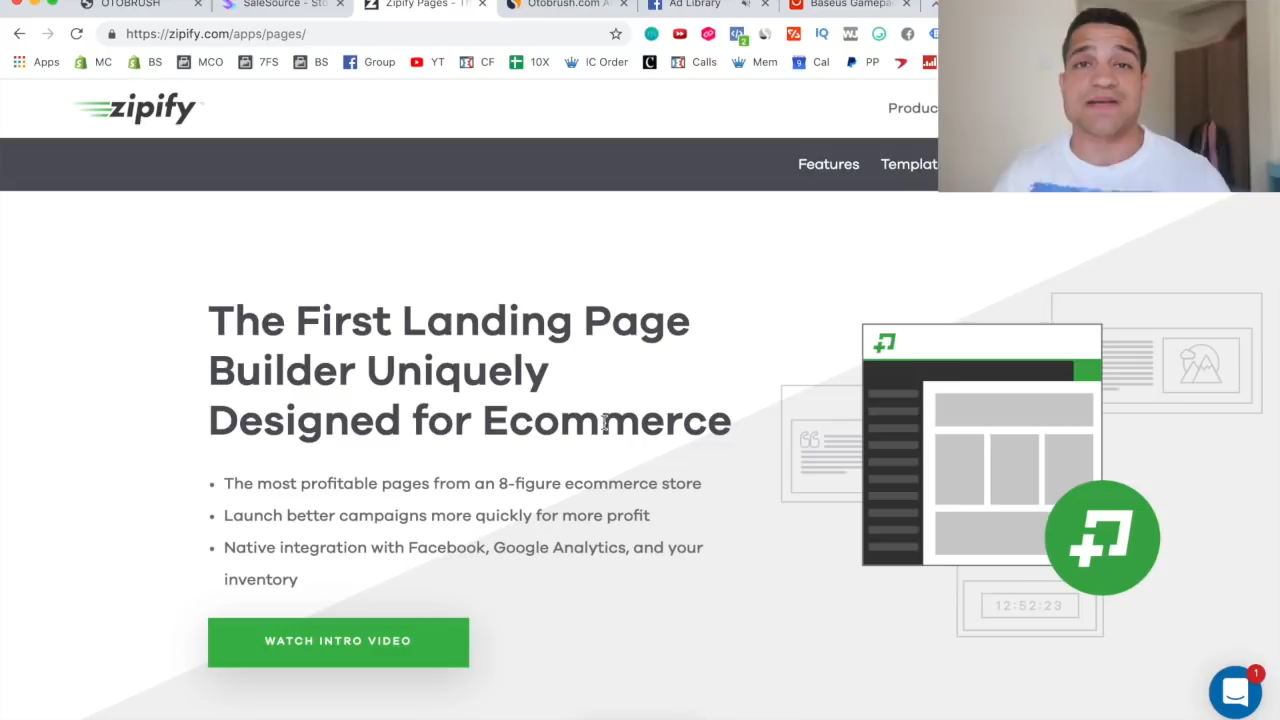 OTOBRUSH
SaleSource - Sto
Zipify Pages - Th
Otobrush.com A
Ad Library
Baseus Gamepa
https://zipify.com/apps/pages/
2
IQ
Apps MC BS MCO 7FS BS Group YT CF 10X IC Order Calls Mem Cal PP
zipify
Produc
Features Templat
The First Landing Page
Builder Uniquely
Designed for Ecommerce
• The most profitable pages from an 8-figure ecommerce store
• Launch better campaigns more quickly for more profit
• Native integration with Facebook, Google Analytics, and your
inventory
WATCH INTRO VIDEO
12:52:23
1